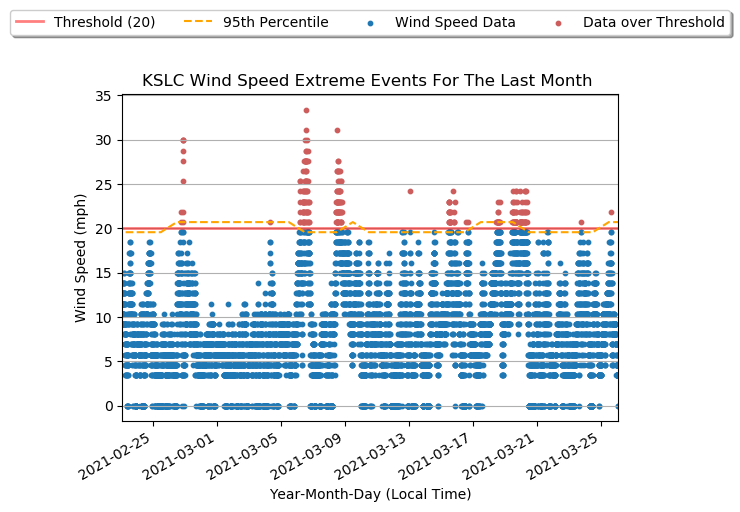 Threshold (20) 95th Percentile Wind Speed Data Data over Threshold
KSLC Wind Speed Extreme Events For The Last Month
35
30
25
20
15
10
5
0
Wind Speed (mph)
2021-02-25 2021-03-01 2021-03-05 2021-03-09 2021-03-13 2021-03-17 2021-03-21 2021-03-25
Year-Month-Day (Local Time)